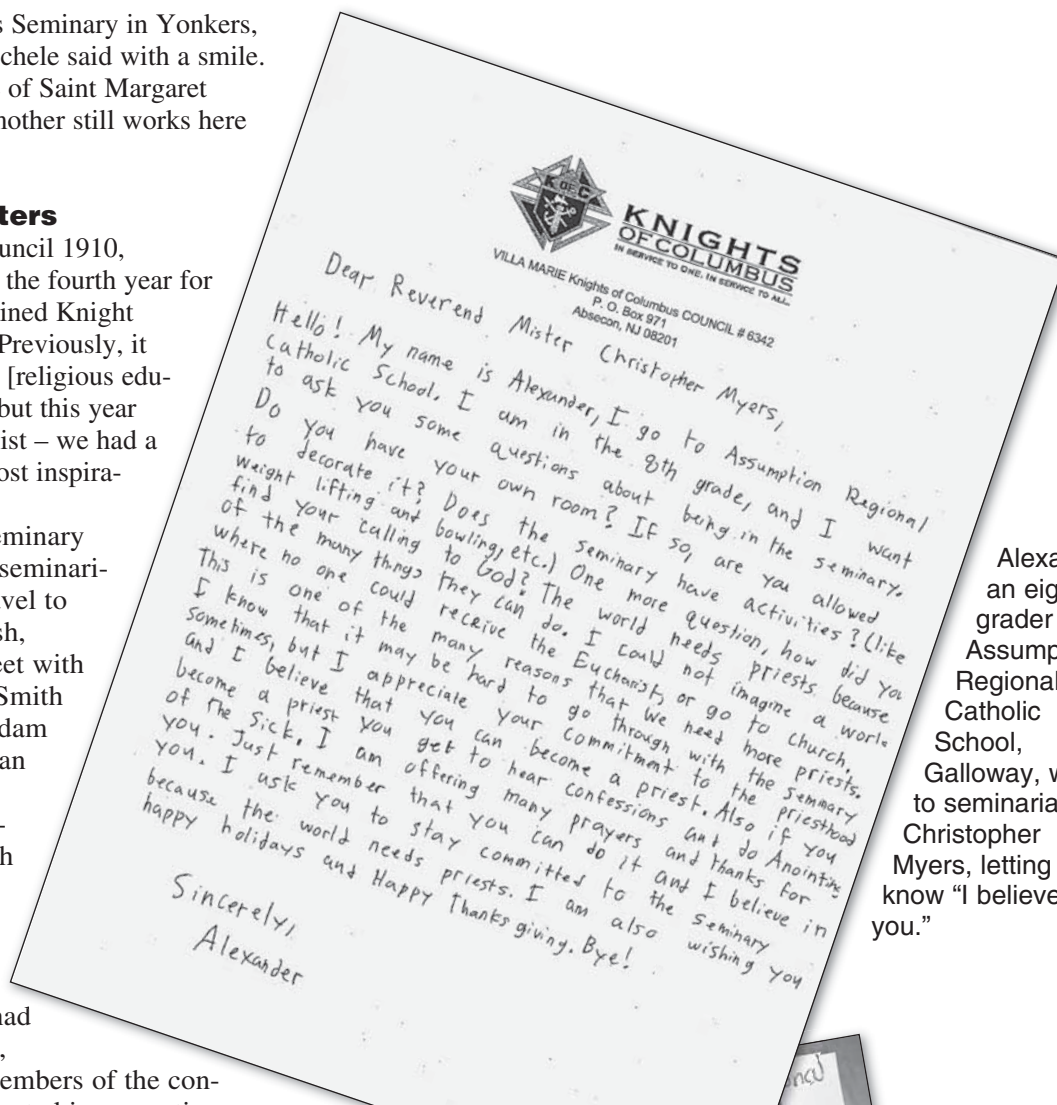 s Seminary in Yonkers,
chele said with a smile.
of Saint Margaret
nother still works here
ters
uncil 1910,
the fourth year for
ined Knight
Previously, it
[religious edu-
but this year
ist – we had a
ost inspira-
eminary
seminari-
vel to
sh,
eet with
Smith
dam
an
-
h
had
,
embers of the con-
K OF C
KNIGHTS
OF COLUMBUS
IN SERVICE TO ONE. IN SERVICE TO ALL.
VILLA MARIE Knights of Columbus COUNCIL # 6342
P. O. Box 971
Absecon, NJ 08201
Dear Reverend Mister Christopher Myers,
Hello! My name is Alexander, I go to Assumption Regional
Catholic School. I am in the 8th grade, and I want
to ask you some questions about being in the seminary.
Do you have your own room? If so, are you allowed
to decorate it? Does the seminary have activities? (like
weight lifting and bowling, etc.) One more question, how did you
find your calling to God? The world needs priests because
of the many things they can do. I could not imagine a world
where no one could receive the Eucharist, or go to church.
This is one of the many reasons that we need more priests.
I know that it may be hard to go through with the seminary
sometimes, but I appreciate your commitment to the priesthood
and I believe that you can become a priest. Also if you
become a priest you get to hear confessions and do Anointing
of the Sick. I am offering many prayers and thanks for
you. Just remember that you can do it and I believe in
you. I ask you to stay committed to the seminary
because the world needs priests. I am also wishing you
happy holidays and Happy Thanksgiving. Bye!
Sincerely,
Alexander
Alexa
an eig
grader
Assump
Regional
Catholic
School,
Galloway, w
to seminaria
Christopher
Myers, letting
know “I believe
you.”